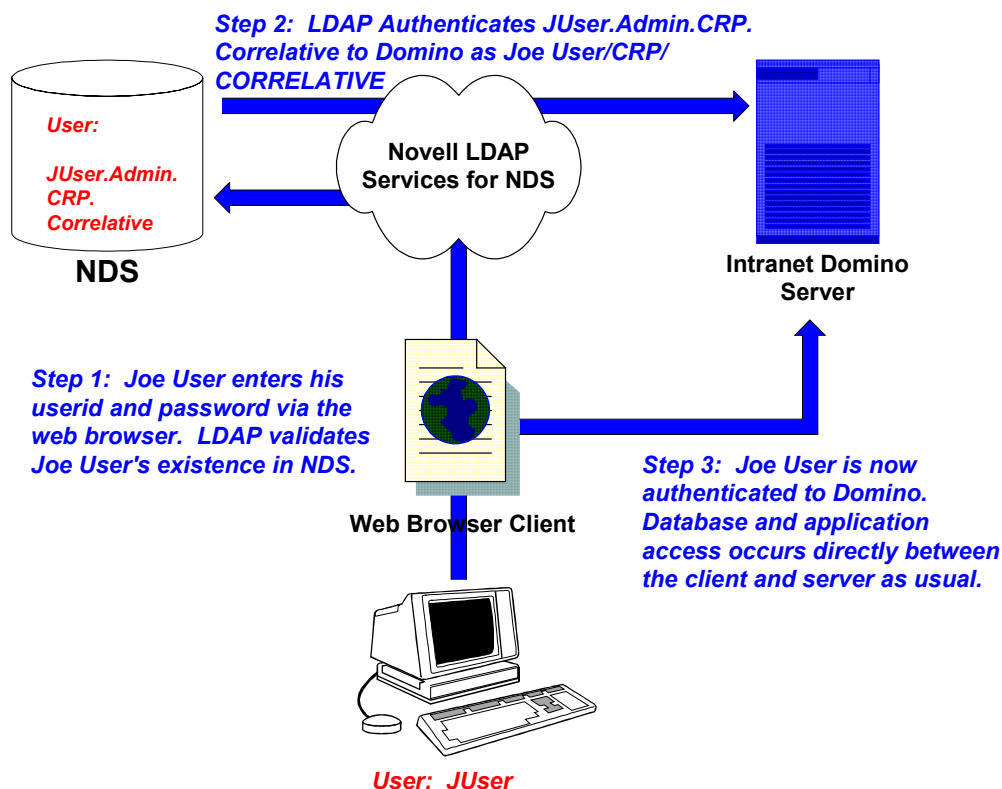 Step 2:  LDAP Authenticates JUser.Admin.CRP.
Correlative to Domino as Joe User/CRP/
CORRELATIVE
User:
JUser.Admin.
CRP.
Correlative
NDS
Novell LDAP
Services for NDS
Intranet Domino
Server
Step 1:  Joe User enters his
userid and password via the
web browser.  LDAP validates
Joe User's existence in NDS.
Web Browser Client
Step 3:  Joe User is now
authenticated to Domino.
Database and application
access occurs directly between
the client and server as usual.
User:  JUser